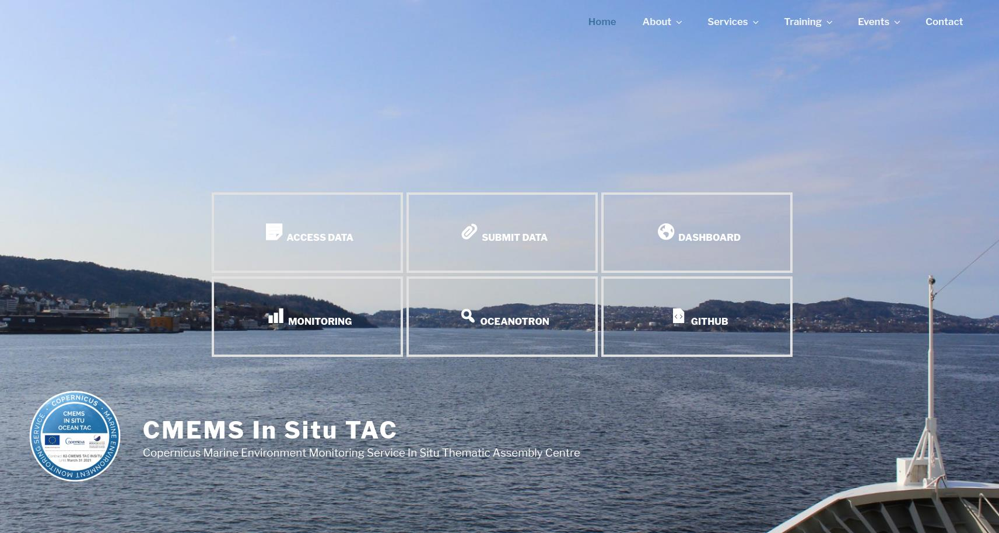 Home About Services Training Events Contact
ACCESS DATA SUBMIT DATA DASHBOARD
MONITORING OCEANOTRON GITHUB
COPERNICUS • MARINE ENVIRONMENT MONITORING SERVICE •
CMEMS
IN SITU
OCEAN TAC
Copernicus
Contract 82-CMEMS TAC INSITU
Until March 31 2021
CMEMS In Situ TAC
Copernicus Marine Environment Monitoring Service In Situ Thematic Assembly Centre